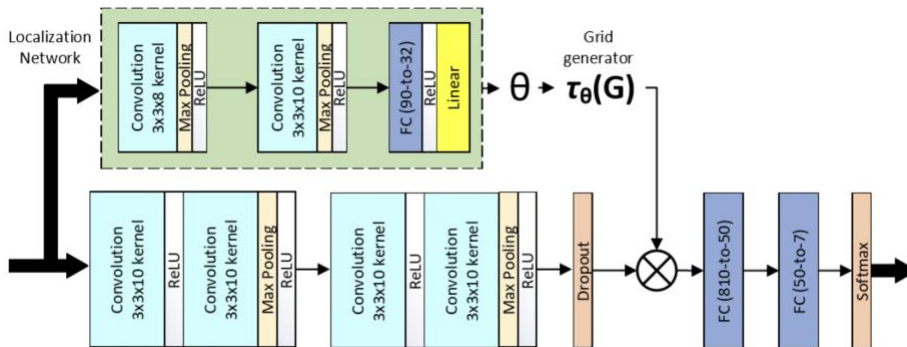 Localization
Network
Convolution
3x3x8 kernel
Max Pooling
ReLU
Convolution
3x3x10 kernel
Max Pooling
ReLU
FC (90-to-32)
ReLU
Linear
θ
Grid
generator
τθ(G)
Convolution
3x3x10 kernel
ReLU
Convolution
3x3x10 kernel
Max Pooling
ReLU
Convolution
3x3x10 kernel
ReLU
Convolution
3x3x10 kernel
Max Pooling
ReLU
Dropout
FC (810-to-50)
FC (50-to-7)
Softmax